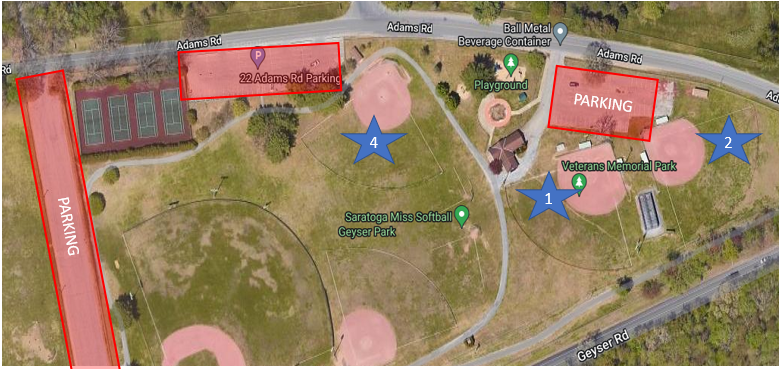 Adams Rd
Ball Metal
Beverage Container
Adams Rd
Adams Rd
P
22 Adams Rd Parking
Rd
Playground
PARKING
Ad
4
2
Veterans Memorial Park
1
PARKING
Saratoga Miss Softball
Geyser Park
Geyser Rd